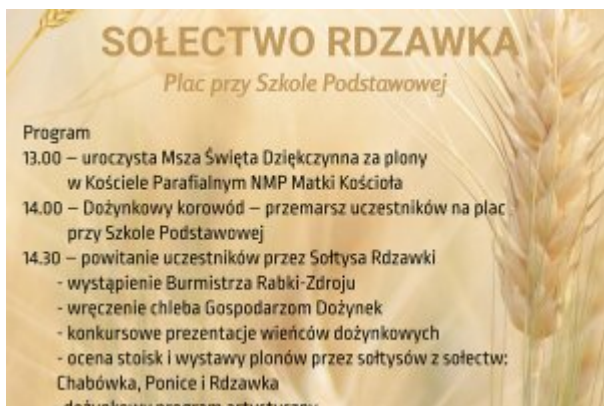 SOŁECTWO RDZAWKA
Plac przy Szkole Podstawowej
Program
13.00 – uroczysta Msza Święta Dziękczynna za plony
w Kościele Parafialnym NMP Matki Kościoła
14.00 – Dożynkowy korowód – przemarsz uczestników na plac
przy Szkole Podstawowej
14.30 – powitanie uczestników przez Sołtysa Rdzawki
- wystąpienie Burmistrza Rabki-Zdroju
- wręczenie chleba Gospodarzom Dożynek
- konkursowe prezentacje wieńców dożynkowych
- ocena stoisk i wystawy plonów przez sołtysów z sołectw:
Chabówka, Ponice i Rdzawka
- dożynkowy program artystyczny